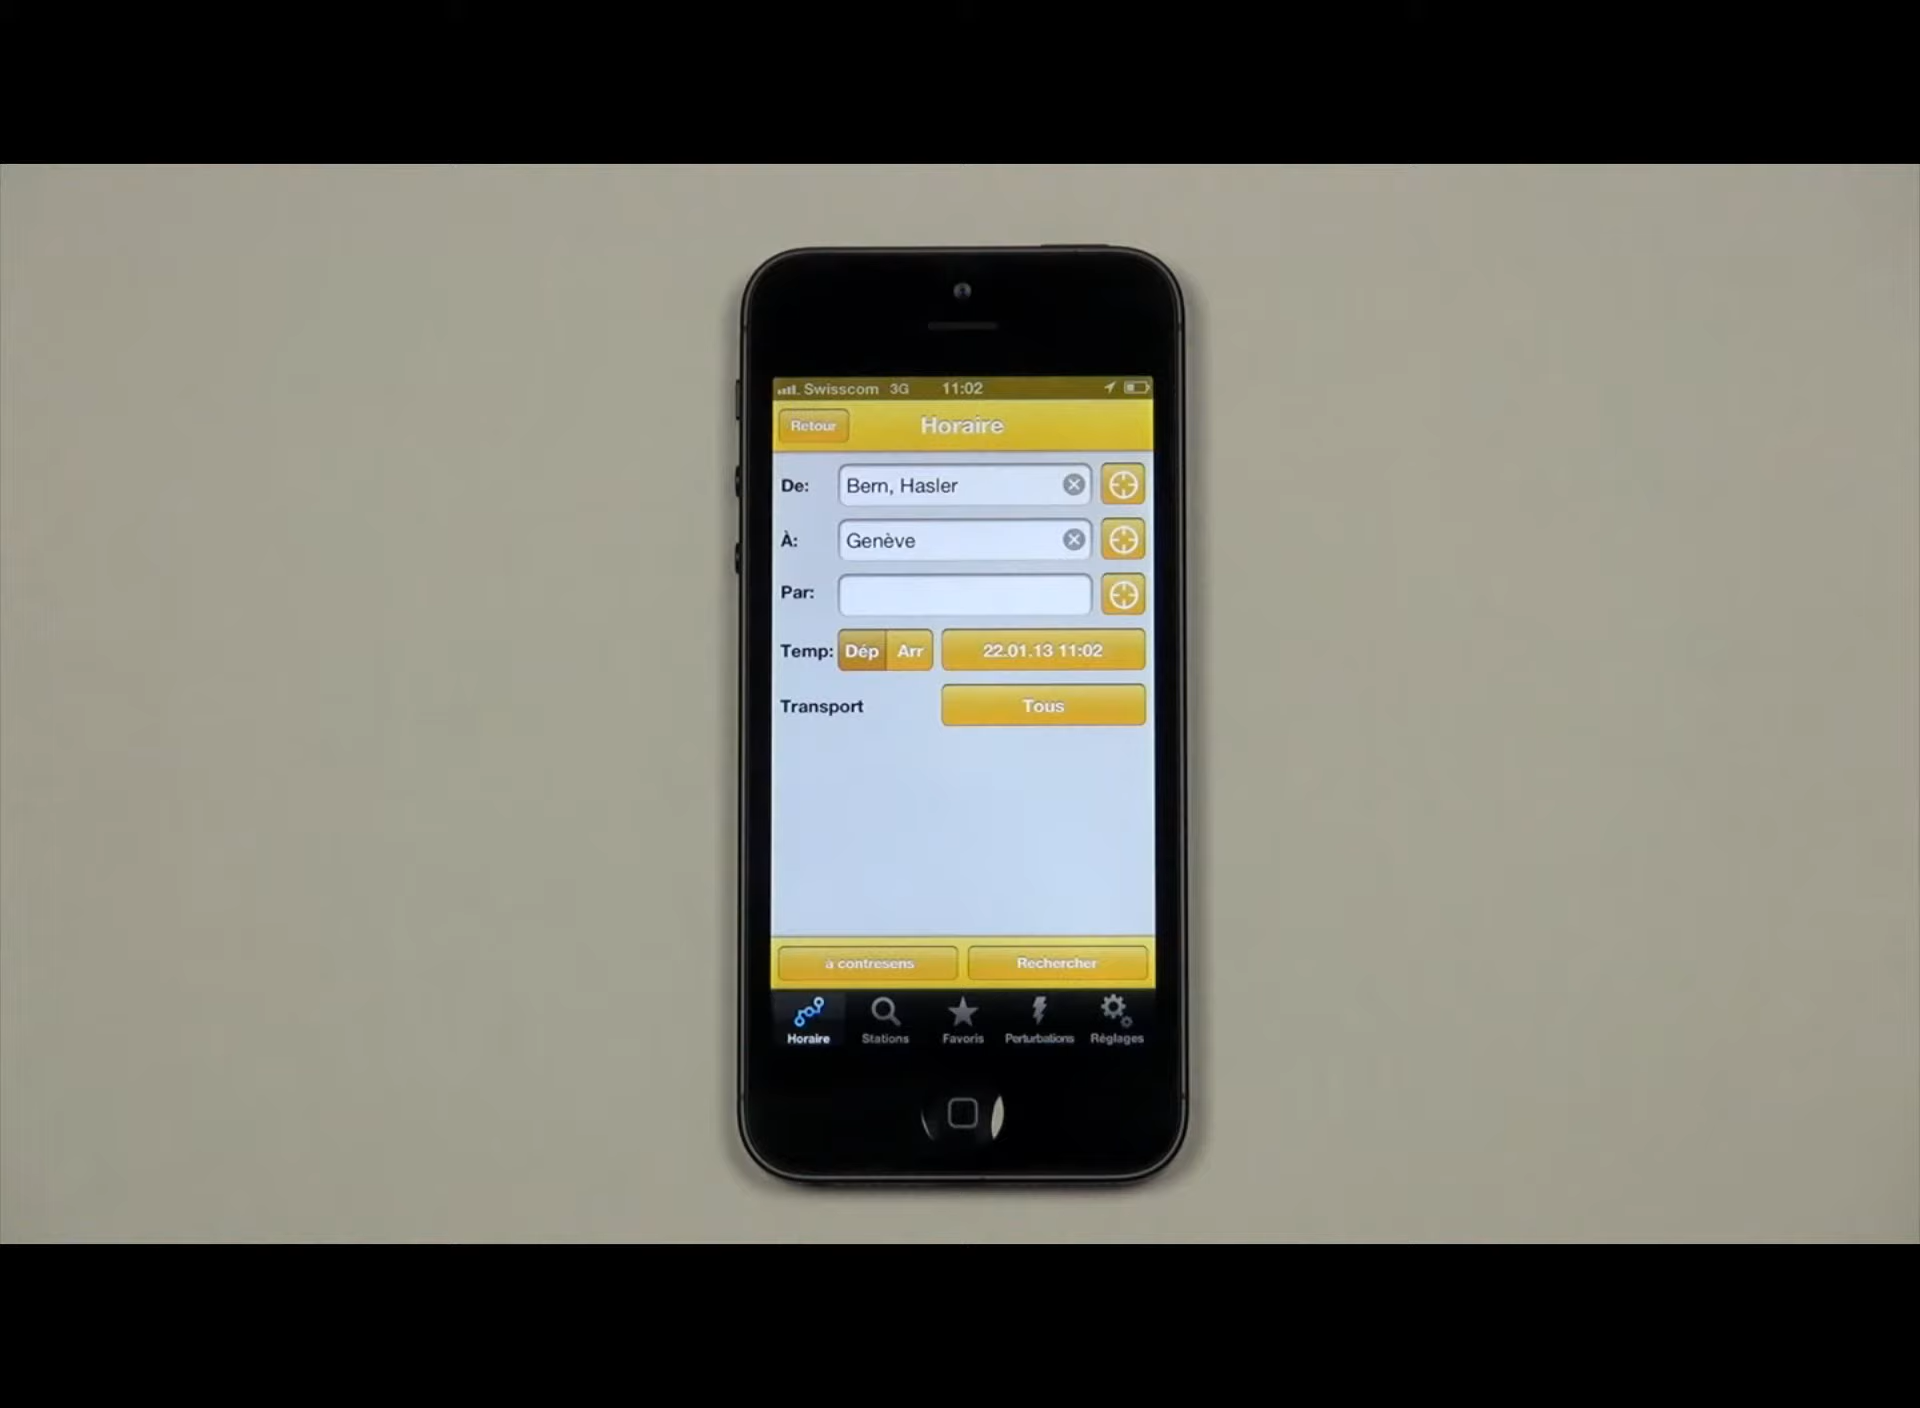 Swisscom 3G 11:02
Retour Horaire
De: Bern, Hasler
À: Genève
Par:
Temp: Dép Arr 22.01.13 11:02
Transport Tous
à contresens Rechercher
Horaire Stations Favoris Perturbations Réglages